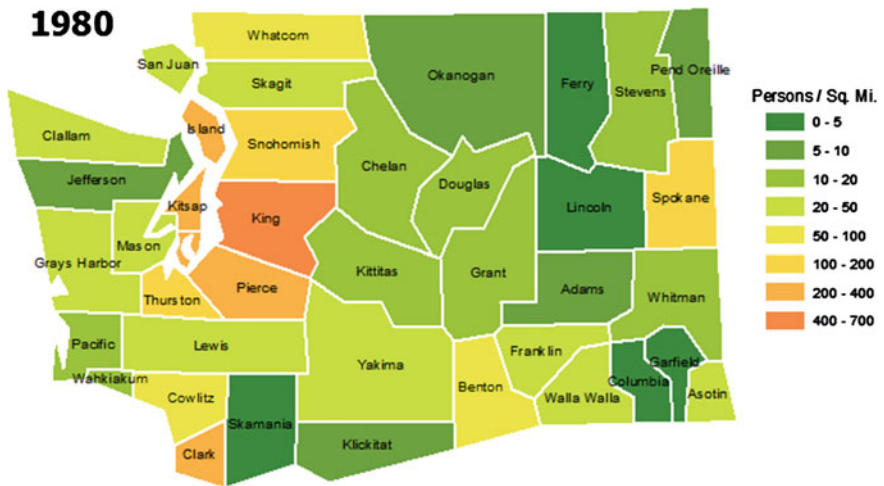 1980
Whatcom
San Juan
Skagit
Okanogan
Ferry
Pend Oreille
Stevens
Clallam
Island
Snohomish
Chelan
Douglas
Jefferson
Kitsap
King
Lincoln
Spokane
Mason
Grays Harbor
Kittitas
Grant
Pierce
Thurston
Adams
Whitman
Pacific
Lewis
Yakima
Franklin
Garfield
Wahkiakum
Cowlitz
Benton
Columbia
Walla Walla
Asotin
Skamania
Klickitat
Clark
Persons / Sq. Mi.
0 - 5
5 - 10
10 - 20
20 - 50
50 - 100
100 - 200
200 - 400
400 - 700